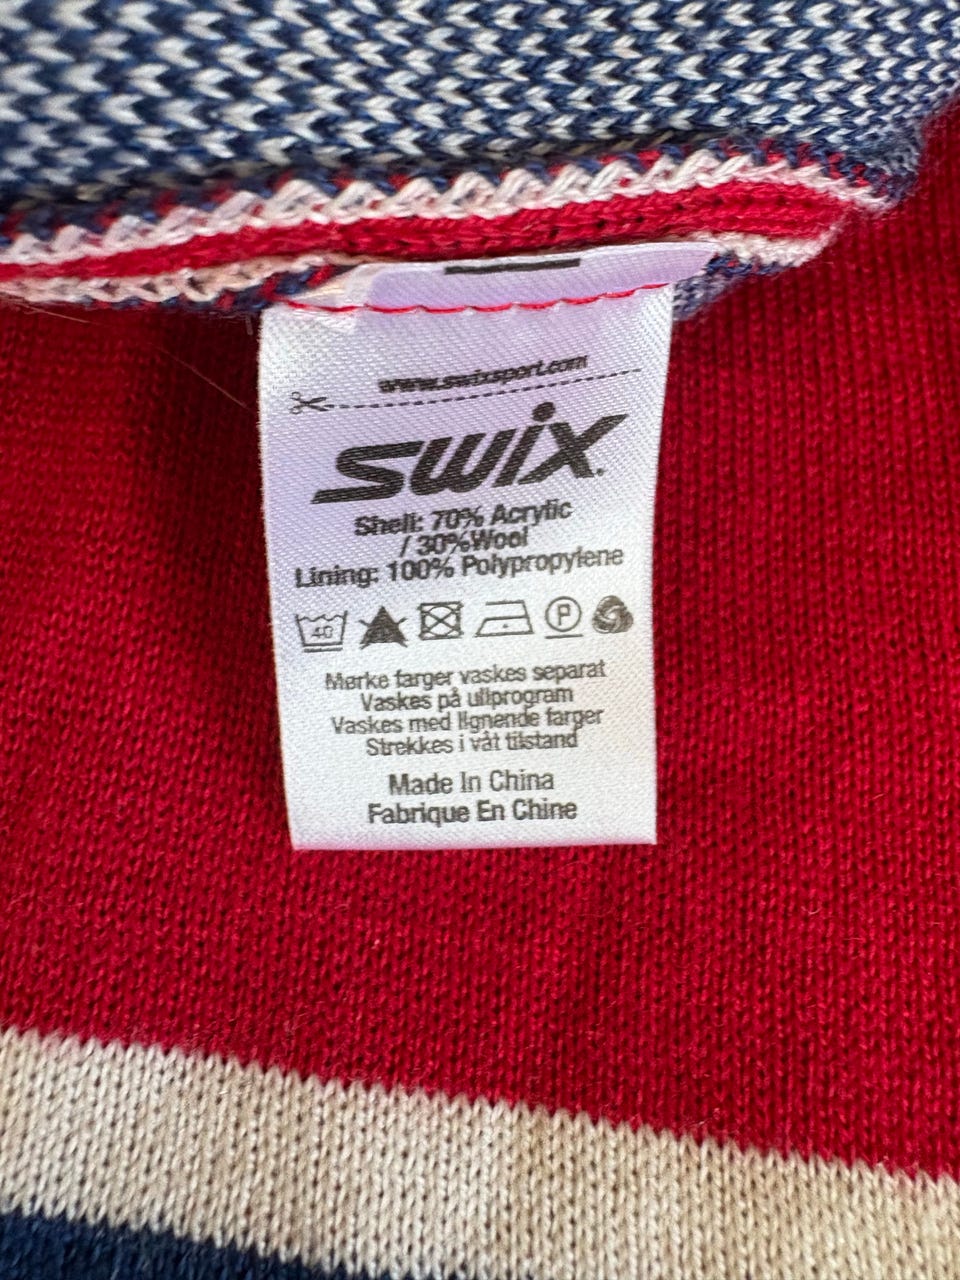 www.swixsport.com
swix.
Shell: 70% Acrylic
/ 30%Wool
Lining: 100% Polypropylene
40 P
Mørke farger vaskes separat
Vaskes på ullprogram
Vaskes med lignende farger
Strekkes i våt tilstand
Made In China
Fabrique En Chine